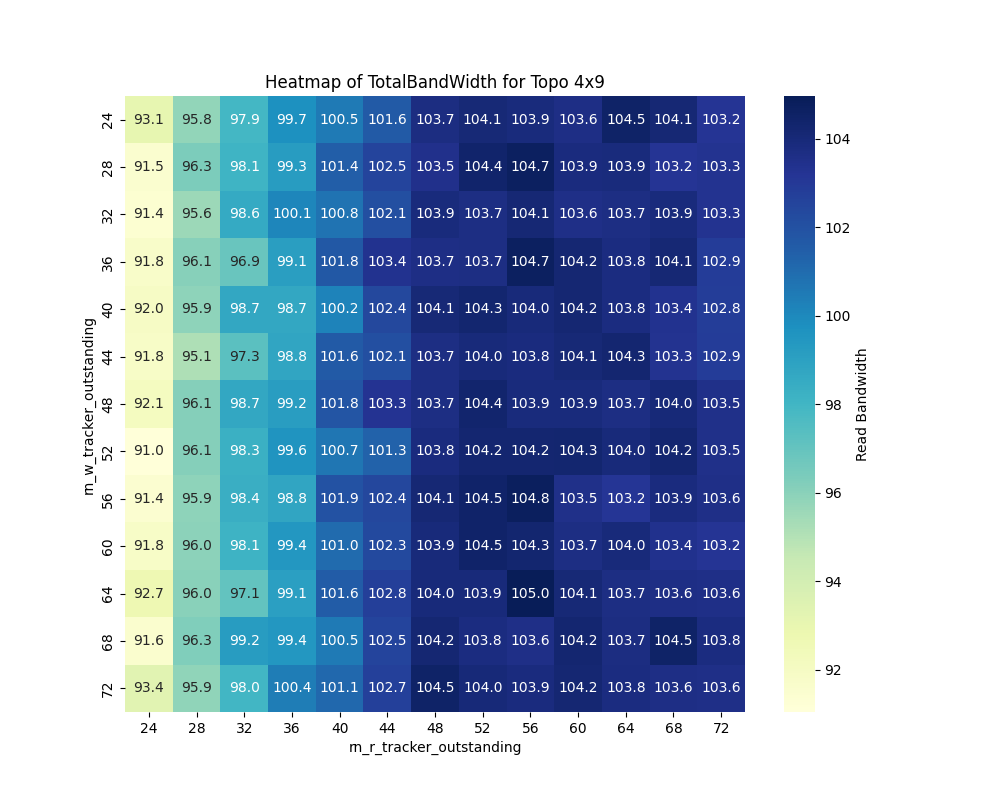 Heatmap of TotalBandWidth for Topo 4x9
24 93.1 95.8 97.9 99.7 100.5 101.6 103.7 104.1 103.9 103.6 104.5 104.1 103.2
28 91.5 96.3 98.1 99.3 101.4 102.5 103.5 104.4 104.7 103.9 103.9 103.2 103.3
32 91.4 95.6 98.6 100.1 100.8 102.1 103.9 103.7 104.1 103.6 103.7 103.9 103.3
36 91.8 96.1 96.9 99.1 101.8 103.4 103.7 103.7 104.7 104.2 103.8 104.1 102.9
40 92.0 95.9 98.7 98.7 100.2 102.4 104.1 104.3 104.0 104.2 103.8 103.4 102.8
44 91.8 95.1 97.3 98.8 101.6 102.1 103.7 104.0 103.8 104.1 104.3 103.3 102.9
48 92.1 96.1 98.7 99.2 101.8 103.3 103.7 104.4 103.9 103.9 103.7 104.0 103.5
52 91.0 96.1 98.3 99.6 100.7 101.3 103.8 104.2 104.2 104.3 104.0 104.2 103.5
56 91.4 95.9 98.4 98.8 101.9 102.4 104.1 104.5 104.8 103.5 103.2 103.9 103.6
60 91.8 96.0 98.1 99.4 101.0 102.3 103.9 104.5 104.3 103.7 104.0 103.4 103.2
64 92.7 96.0 97.1 99.1 101.6 102.8 104.0 103.9 105.0 104.1 103.7 103.6 103.6
68 91.6 96.3 99.2 99.4 100.5 102.5 104.2 103.8 103.6 104.2 103.7 104.5 103.8
72 93.4 95.9 98.0 100.4 101.1 102.7 104.5 104.0 103.9 104.2 103.8 103.6 103.6
24 28 32 36 40 44 48 52 56 60 64 68 72
rn_r_tracker_outstanding
rn_w_tracker_outstanding
104
102
100
98
96
94
92
Read Bandwidth